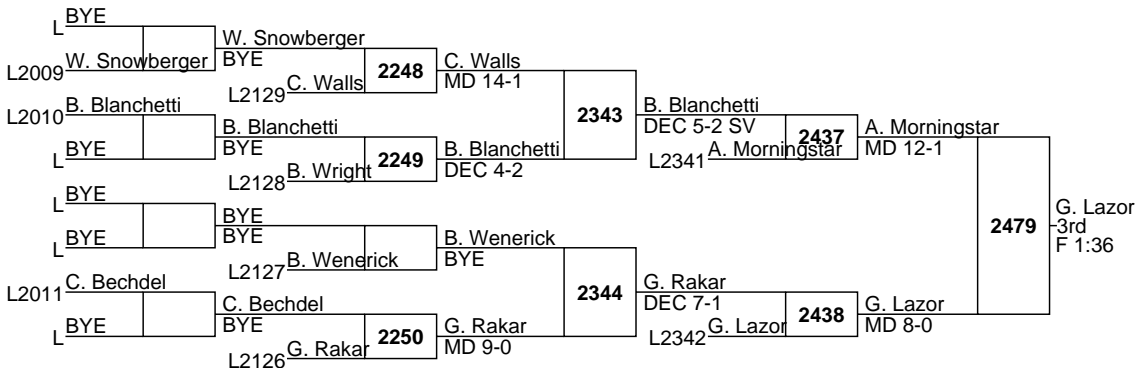 BYE
L
W. Snowberger
BYE
L2009 W. Snowberger
2248
C. Walls
MD 14-1
L2129 C. Walls
L2010 B. Blanchetti
2343
B. Blanchetti
DEC 5-2 SV
B. Blanchetti
BYE
2437
A. Morningstar
MD 12-1
L BYE
2249
B. Blanchetti
DEC 4-2
L2341 A. Morningstar
L2128 B. Wright
L BYE
BYE
BYE
2479
G. Lazor
3rd
F 1:36
L BYE
B. Wenerick
BYE
L2127 B. Wenerick
L2011 C. Bechdel
2344
G. Rakar
DEC 7-1
C. Bechdel
BYE
2438
G. Lazor
MD 8-0
L BYE
2250
G. Rakar
MD 9-0
L2342 G. Lazor
L2126 G. Rakar